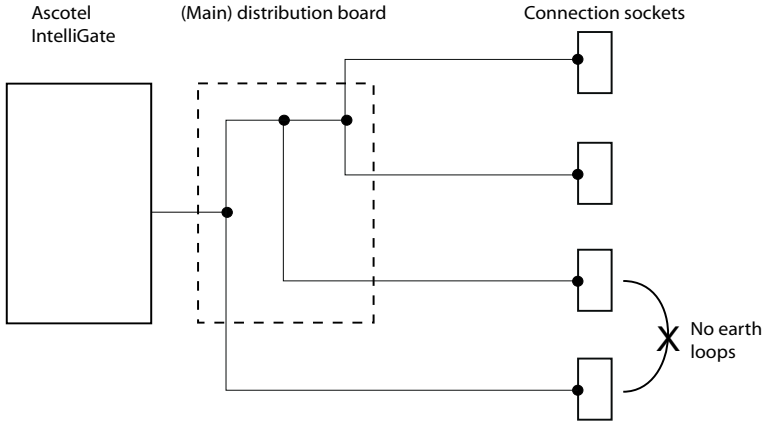 Ascotel
IntelliGate
(Main) distribution board
Connection sockets
X
No earth
loops